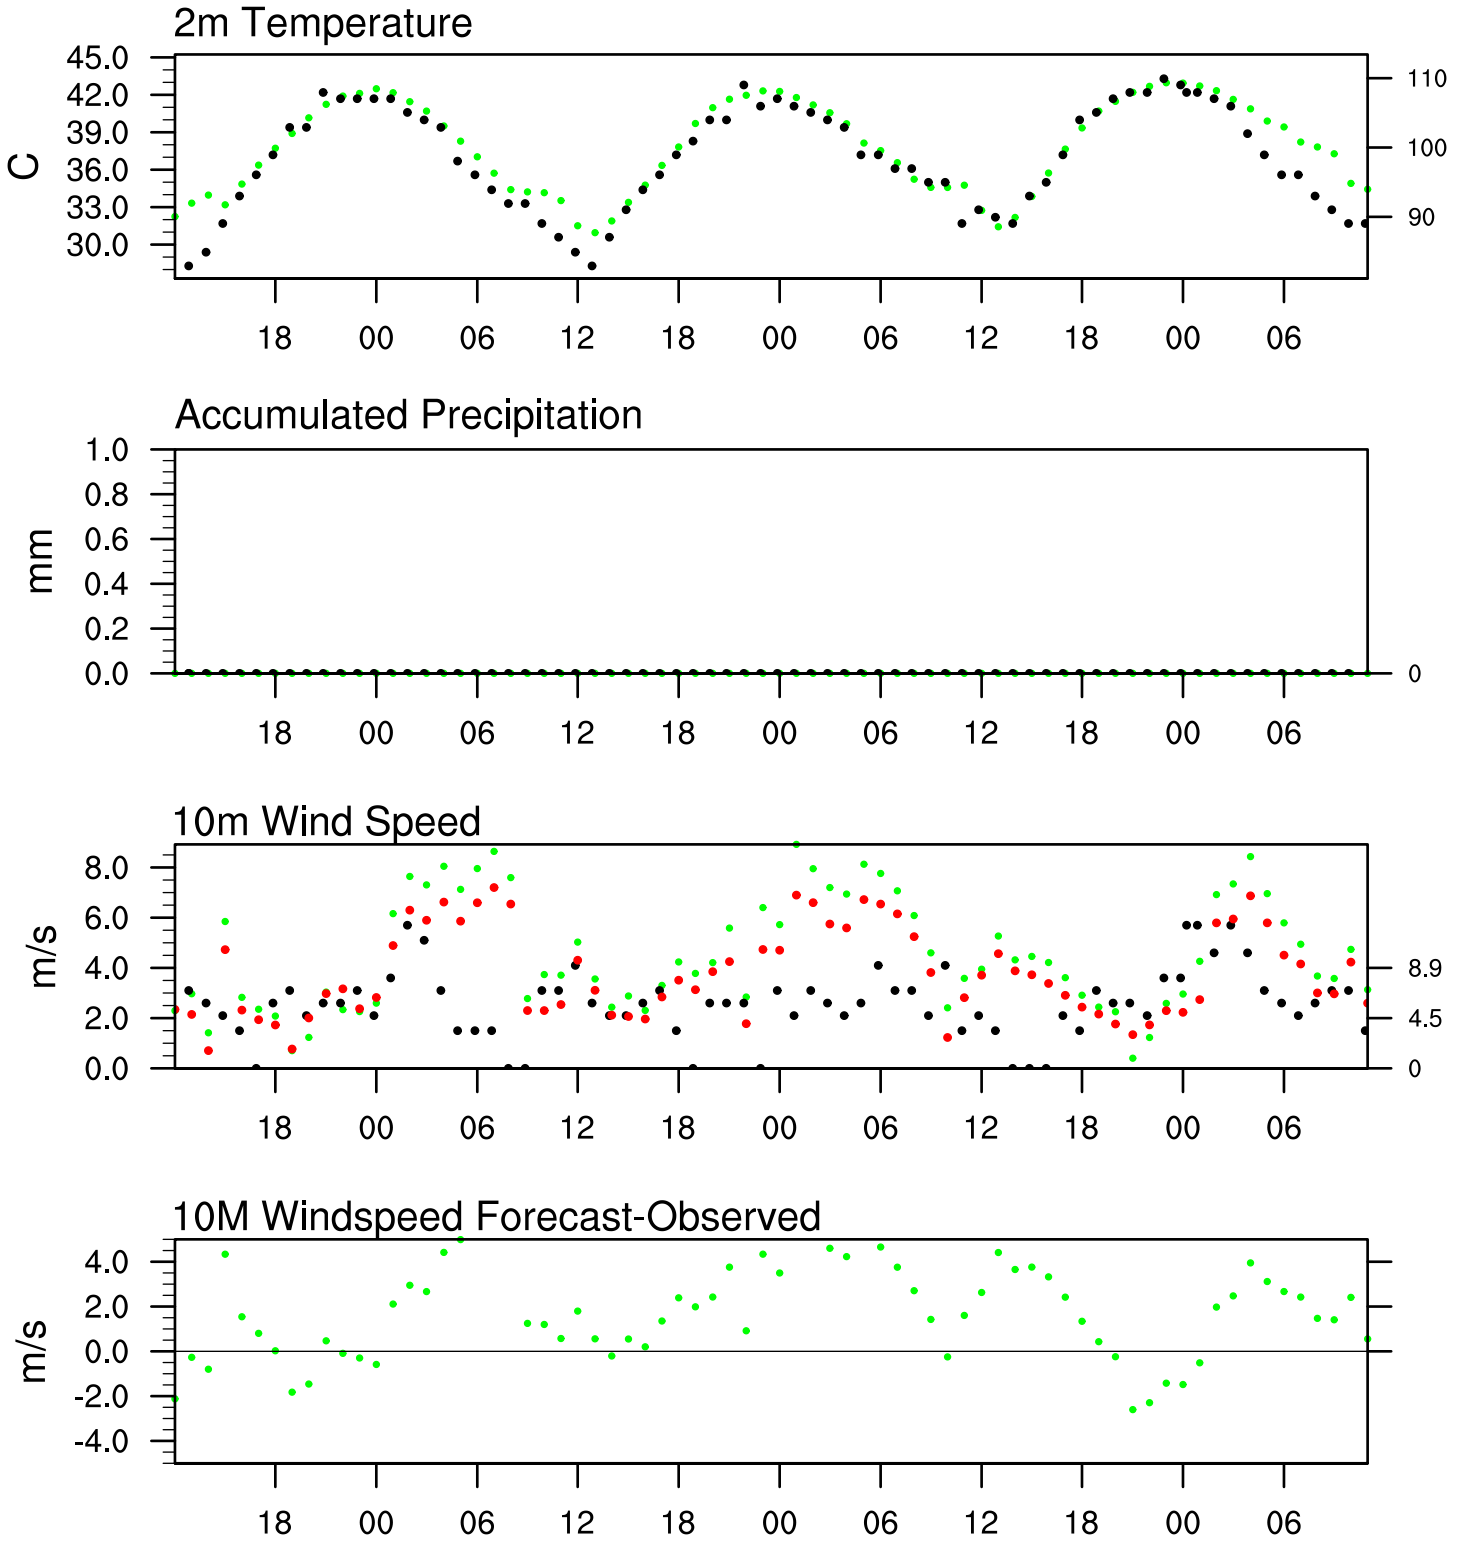 2m Temperature
45.0
42.0
39.0
36.0
33.0
30.0
C
110
100
90
18 00 06 12 18 00 06 12 18 00 06
Accumulated Precipitation
1.0
0.8
0.6
0.4
0.2
0.0
mm
0
18 00 06 12 18 00 06 12 18 00 06
10m Wind Speed
8.0
6.0
4.0
2.0
0.0
m/s
8.9
4.5
0
18 00 06 12 18 00 06 12 18 00 06
10M Windspeed Forecast-Observed
4.0
2.0
0.0
-2.0
-4.0
m/s
18 00 06 12 18 00 06 12 18 00 06